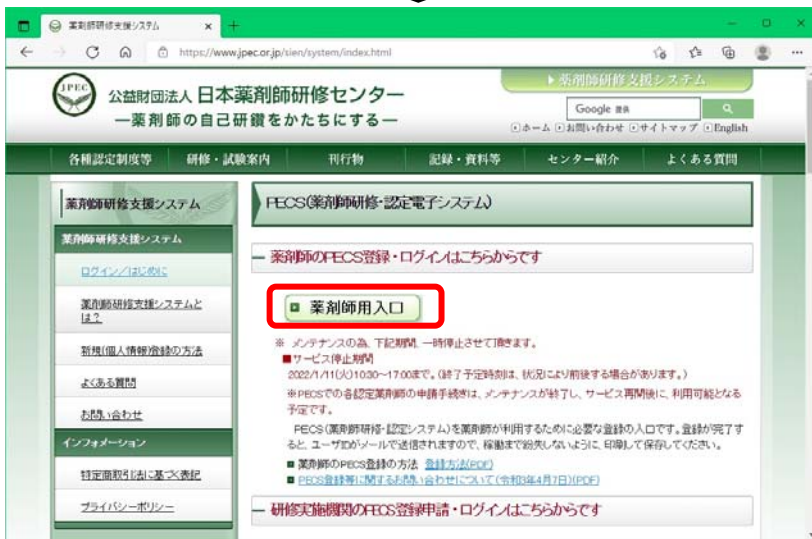 薬剤師研修支援システム
https://www.jpec.or.jp/sien/system/index.html
JPEC
公益財団法人 日本薬剤師研修センター
―薬剤師の自己研鑽をかたちにする―
薬剤師研修支援システム
Google 提供
ホーム お問い合わせ サイトマップ English
各種認定制度等 研修・試験案内 刊行物 記録・資料等 センター紹介 よくある質問
薬剤師研修支援システム
薬剤師研修支援システム
ログイン/はじめに
薬剤師研修支援システムと
は?
新規(個人情報)登録の方法
よくある質問
お問い合わせ
インフォメーション
特定商取引法に基づく表記
プライバシーポリシー
PECS(薬剤師研修・認定電子システム)
薬剤師のPECS登録・ログインはこちらからです
薬剤師用入口
※ メンテナンスの為、下記期間、一時停止させて頂きます。
■サービス停止期間
2022/1/11(火)10:30～17:00まで。(終了予定時刻は、状況により前後する場合があります。)
※PECSでの各認定薬剤師の申請手続きは、メンテナンスが終了し、サービス再開後に、利用可能となる
予定です。
PECS(薬剤師研修・認定システム)を薬剤師が利用するために必要な登録の入口です。登録が完了す
ると、ユーザIDがメールで送信されますので、稼働まで紛失しないように、印刷して保存してください。
■ 薬剤師のPECS登録の方法 登録方法(PDF)
■ PECS登録等に関するお問い合わせについて(令和3年4月7日)(PDF)
研修実施機関のPECS登録申請・ログインはこちらからです